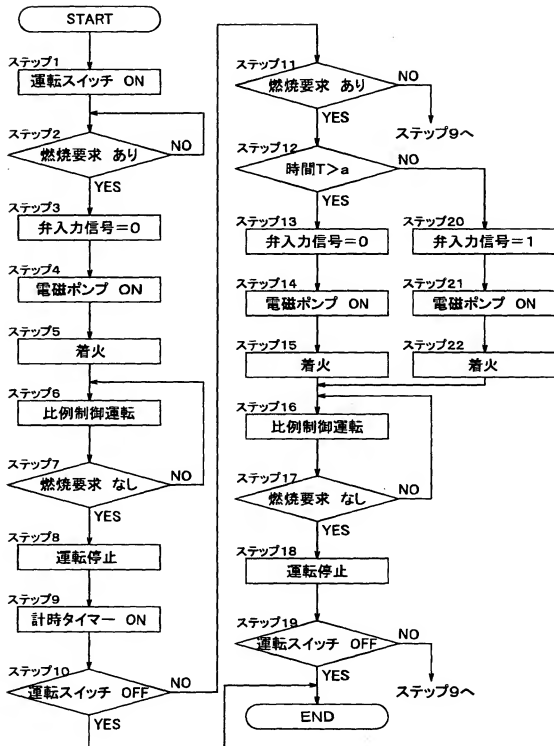 START
ステップ1
運転スイッチ ON
ステップ2
燃焼要求 あり
NO
YES
ステップ3
弁入力信号=0
ステップ4
電磁ポンプ ON
ステップ5
着火
ステップ6
比例制御運転
ステップ7
燃焼要求 なし
NO
YES
ステップ8
運転停止
ステップ9
計時タイマー ON
ステップ10
運転スイッチ OFF
NO
YES
ステップ11
燃焼要求 あり
NO
ステップ9へ
YES
ステップ12
時間T>a
NO
YES
ステップ13
弁入力信号=0
ステップ14
電磁ポンプ ON
ステップ15
着火
ステップ20
弁入力信号=1
ステップ21
電磁ポンプ ON
ステップ22
着火
ステップ16
比例制御運転
ステップ17
燃焼要求 なし
NO
YES
ステップ18
運転停止
ステップ19
運転スイッチ OFF
NO
ステップ9へ
YES
END